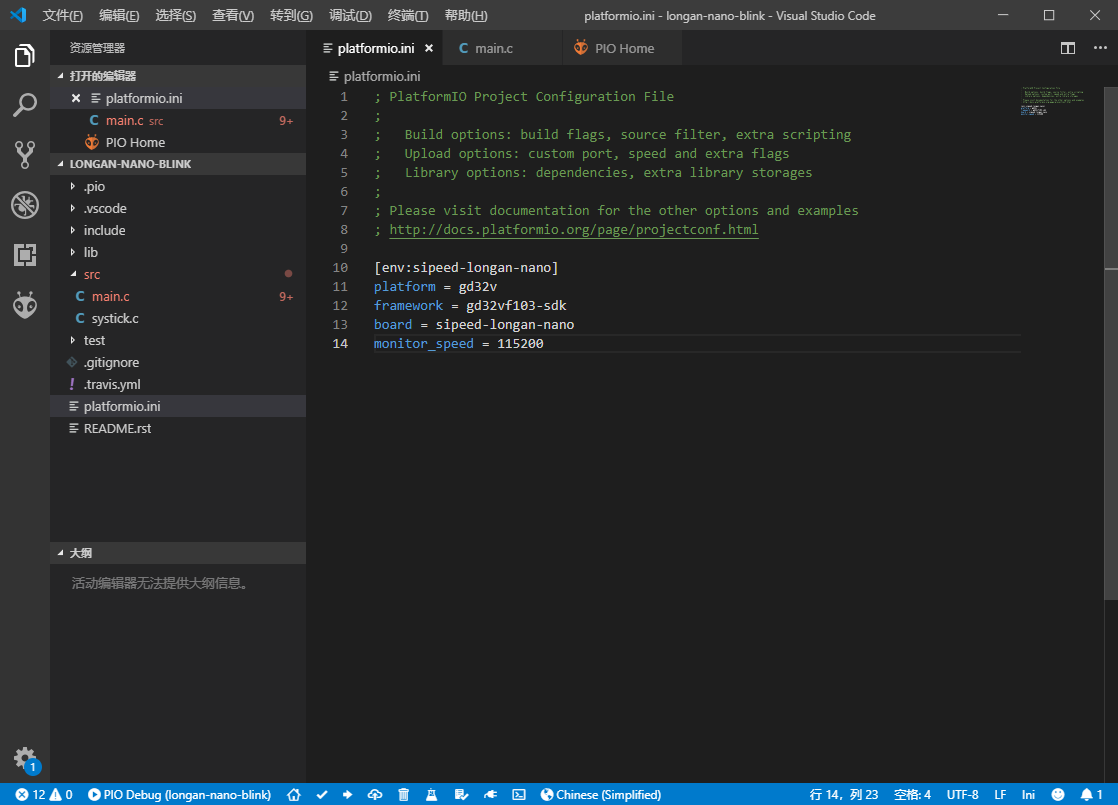 文件(F) 编辑(E) 选择(S) 查看(V) 转到(G) 调试(D) 终端(T) 帮助(H) platformio.ini - longan-nano-blink - Visual Studio Code
资源管理器
打开的编辑器
platformio.ini
C main.c src 9+
PIO Home
LONGAN-NANO-BLINK
.pio
.vscode
include
lib
src
C main.c 9+
C systick.c
test
.gitignore
! .travis.yml
platformio.ini
README.rst
大纲
活动编辑器无法提供大纲信息。
platformio.ini C main.c PIO Home
platformio.ini
1 ; PlatformIO Project Configuration File
2 ;
3 ;   Build options: build flags, source filter, extra scripting
4 ;   Upload options: custom port, speed and extra flags
5 ;   Library options: dependencies, extra library storages
6 ;
7 ; Please visit documentation for the other options and examples
8 ; http://docs.platformio.org/page/projectconf.html
9
10 [env:sipeed-longan-nano]
11 platform = gd32v
12 framework = gd32vf103-sdk
13 board = sipeed-longan-nano
14 monitor_speed = 115200
1
12 0 PIO Debug (longan-nano-blink) Chinese (Simplified) 行 14，列 23 空格: 4 UTF-8 LF Ini 1